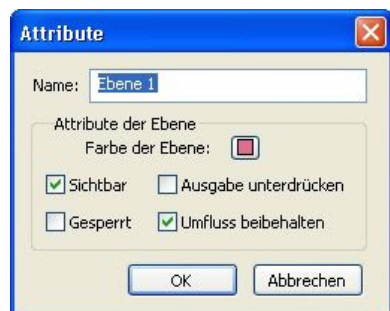 Attribute
Name: Ebene 1
Attribute der Ebene
Farbe der Ebene:
Sichtbar Ausgabe unterdrücken
Gesperrt Umfluss beibehalten
OK Abbrechen